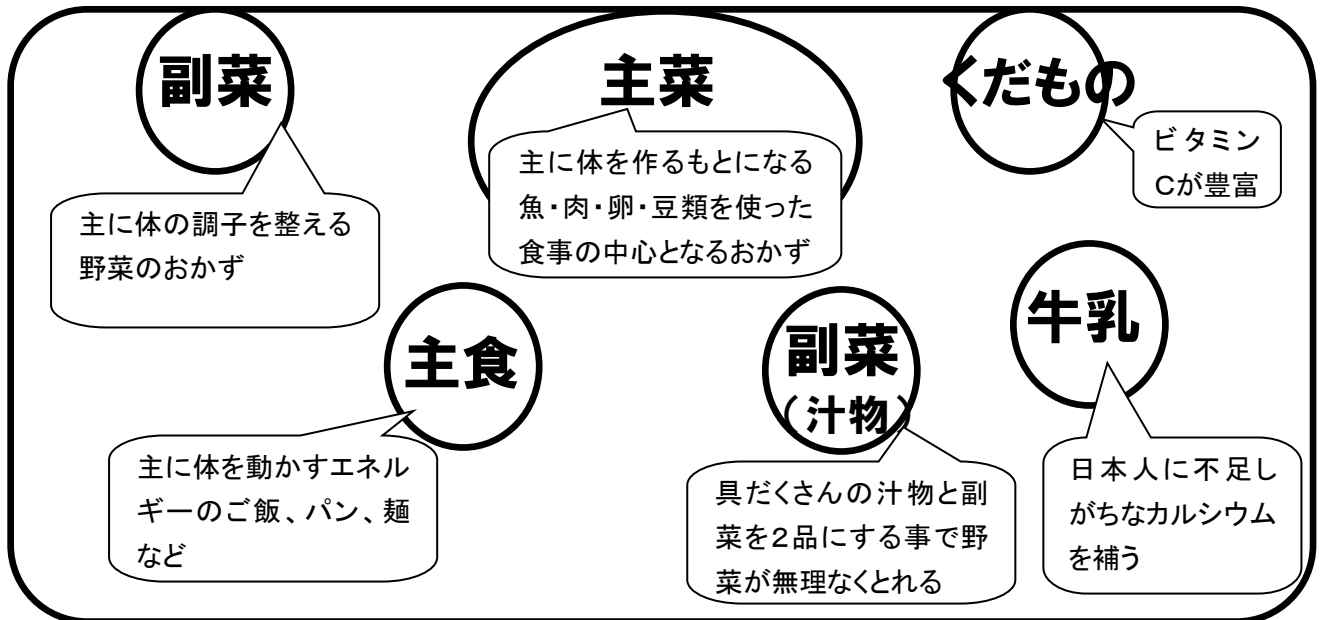 副菜
主に体の調子を整える
野菜のおかず
主菜
主に体を作るもとになる
魚・肉・卵・豆類を使った
食事の中心となるおかず
くだもの
ビタミン
Cが豊富
主食
主に体を動かすエネル
ギーのご飯、パン、麺
など
副菜
(汁物)
具だくさんの汁物と副
菜を2品にする事で野
菜が無理なくとれる
牛乳
日本人に不足し
がちなカルシウム
を補う